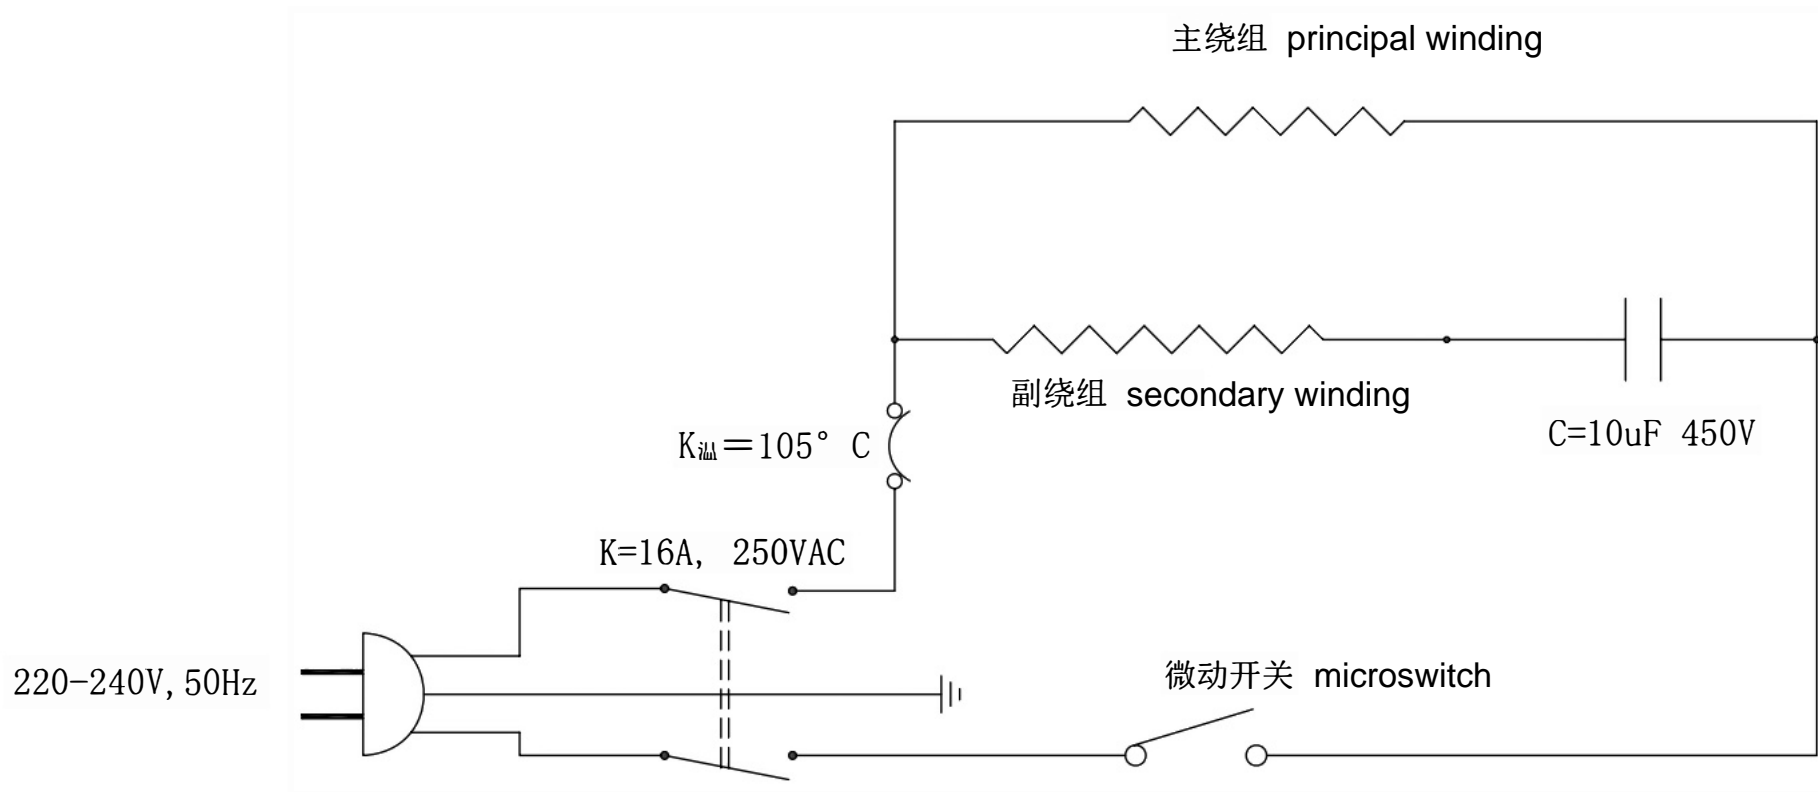 主绕组 principal winding
副绕组 secondary winding
C=10uF 450V
K温=105° C
K=16A, 250VAC
220-240V, 50Hz
微动开关 microswitch